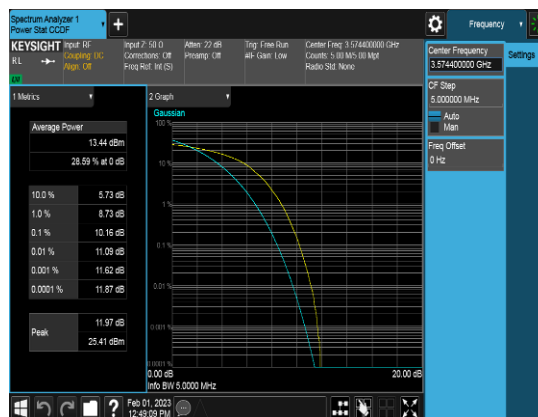 Spectrum Analyzer 1
Power Stat CCDF
Frequency
KEYSIGHT
RL
Input: RF
Coupling: DC
Align: Off
Input Z: 50 Ω
Corrections: Off
Freq Ref: Int (S)
Atten: 22 dB
Preamp: Off
Trig: Free Run
#IF Gain: Low
Center Freq: 3.574400000 GHz
Counts: 5.00 M/5.00 Mpt
Radio Std: None
Center Frequency
3.574400000 GHz
Settings
CF Step
5.000000 MHz
Auto
Man
Freq Offset
0 Hz
1 Metrics
Average Power
13.44 dBm
28.59 % at 0 dB
10.0 % 5.73 dB
1.0 % 8.73 dB
0.1 % 10.16 dB
0.01 % 11.09 dB
0.001 % 11.62 dB
0.0001 % 11.87 dB
Peak
11.97 dB
25.41 dBm
2 Graph
Gaussian
100 %
10 %
1 %
0.1 %
0.01 %
0.001 %
0.0001 %
0.00 dB
20.00 dB
Info BW 5.0000 MHz
Feb 01, 2023
12:49:09 PM